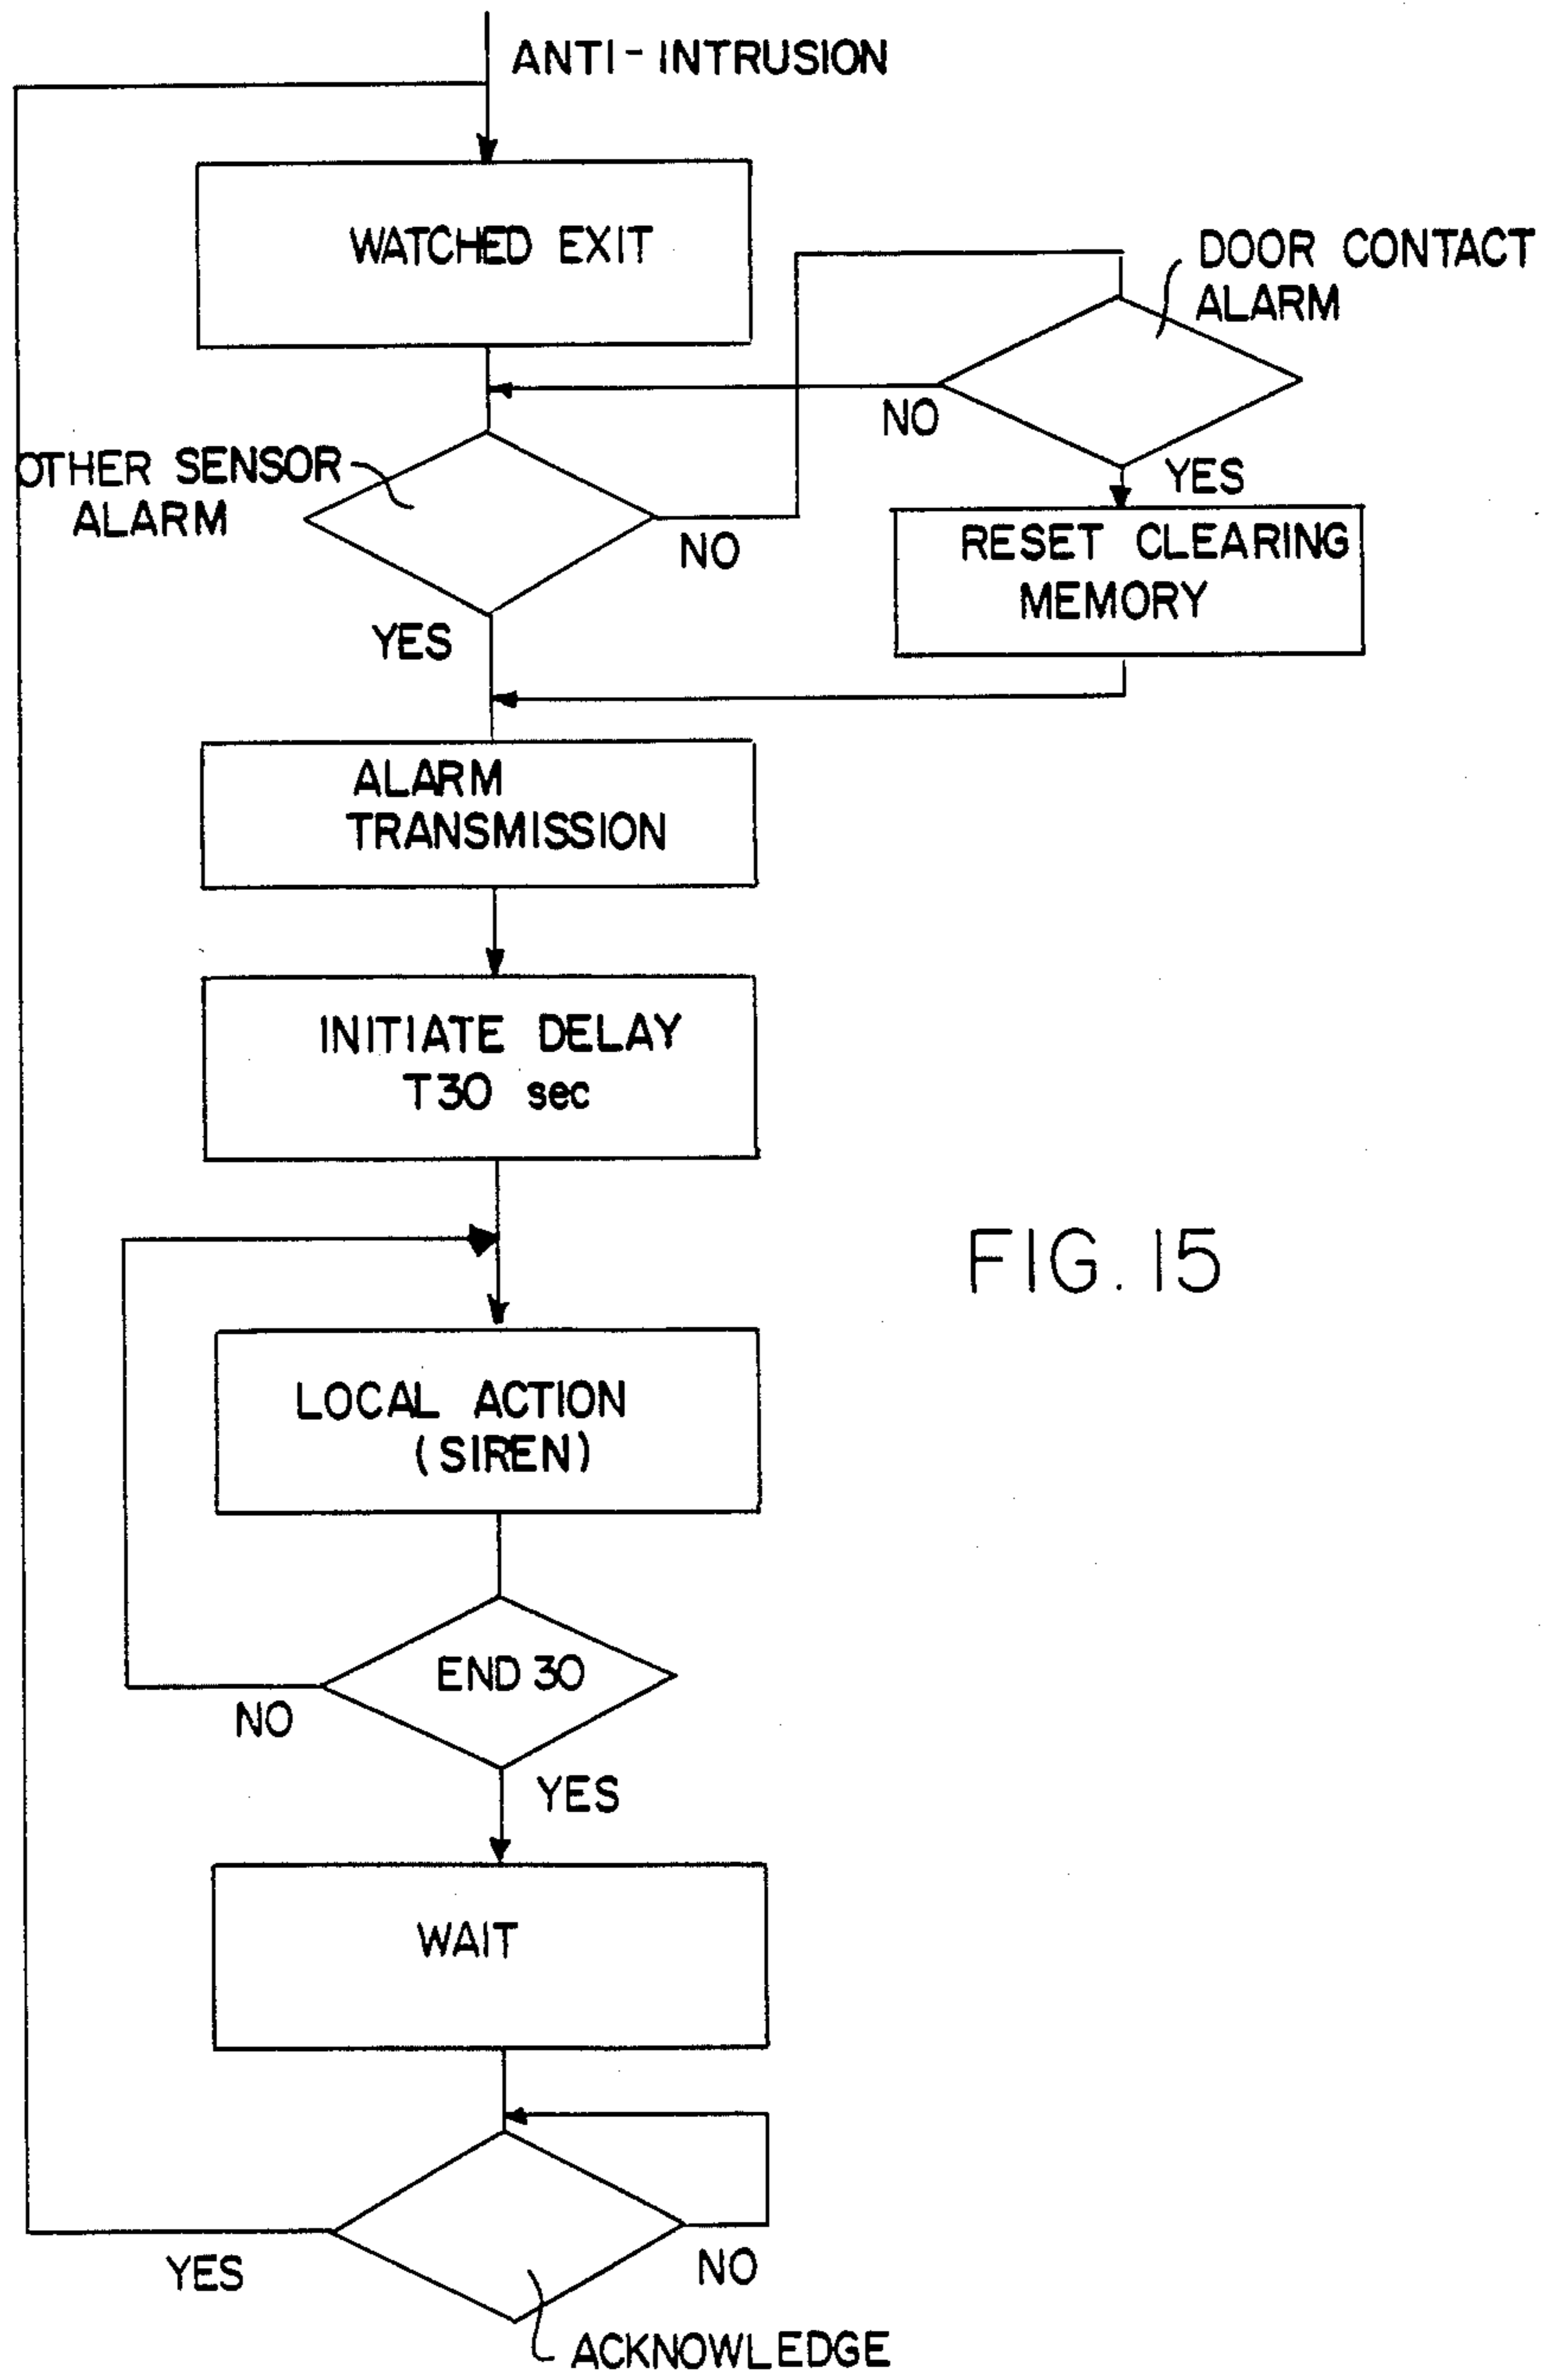 ANTI-INTRUSION
WATCHED EXIT
DOOR CONTACT
ALARM
NO
OTHER SENSOR
ALARM
YES
NO
RESET CLEARING
MEMORY
YES
ALARM
TRANSMISSION
INITIATE DELAY
T30 sec
FIG. 15
LOCAL ACTION
(SIREN)
END 30
NO
YES
WAIT
YES
NO
ACKNOWLEDGE